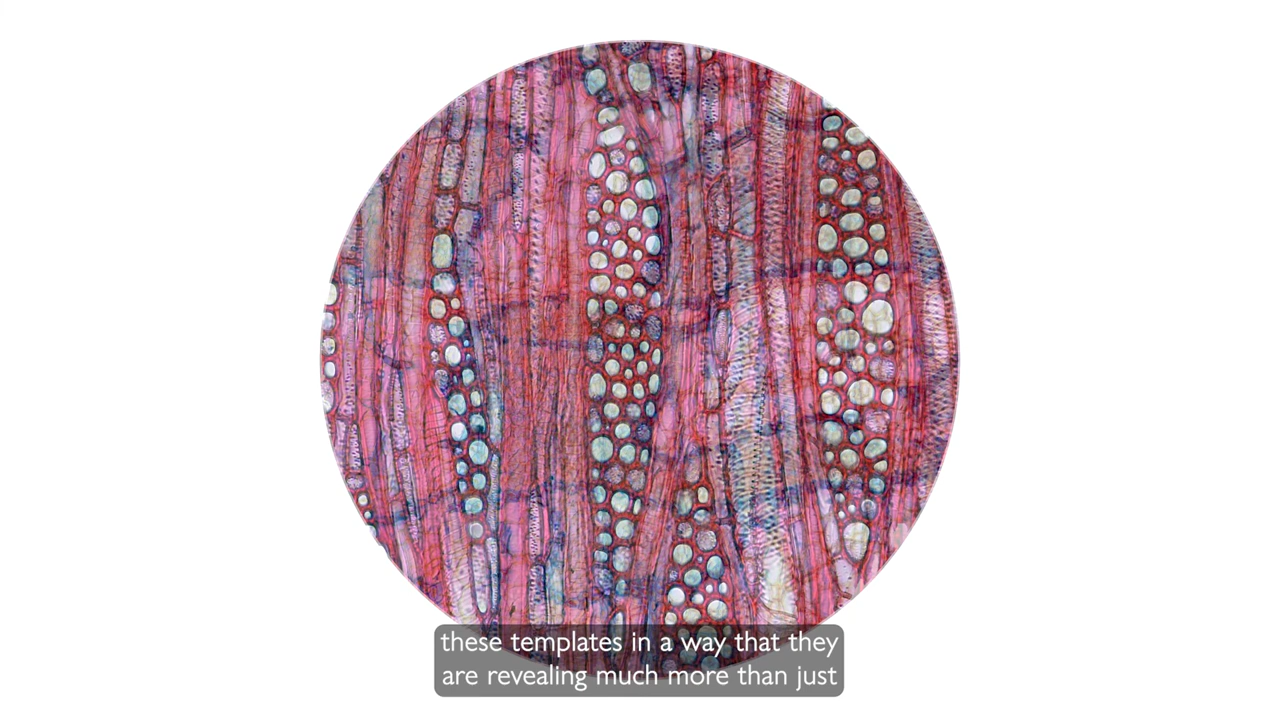 these templates in a way that they
are revealing much more than just